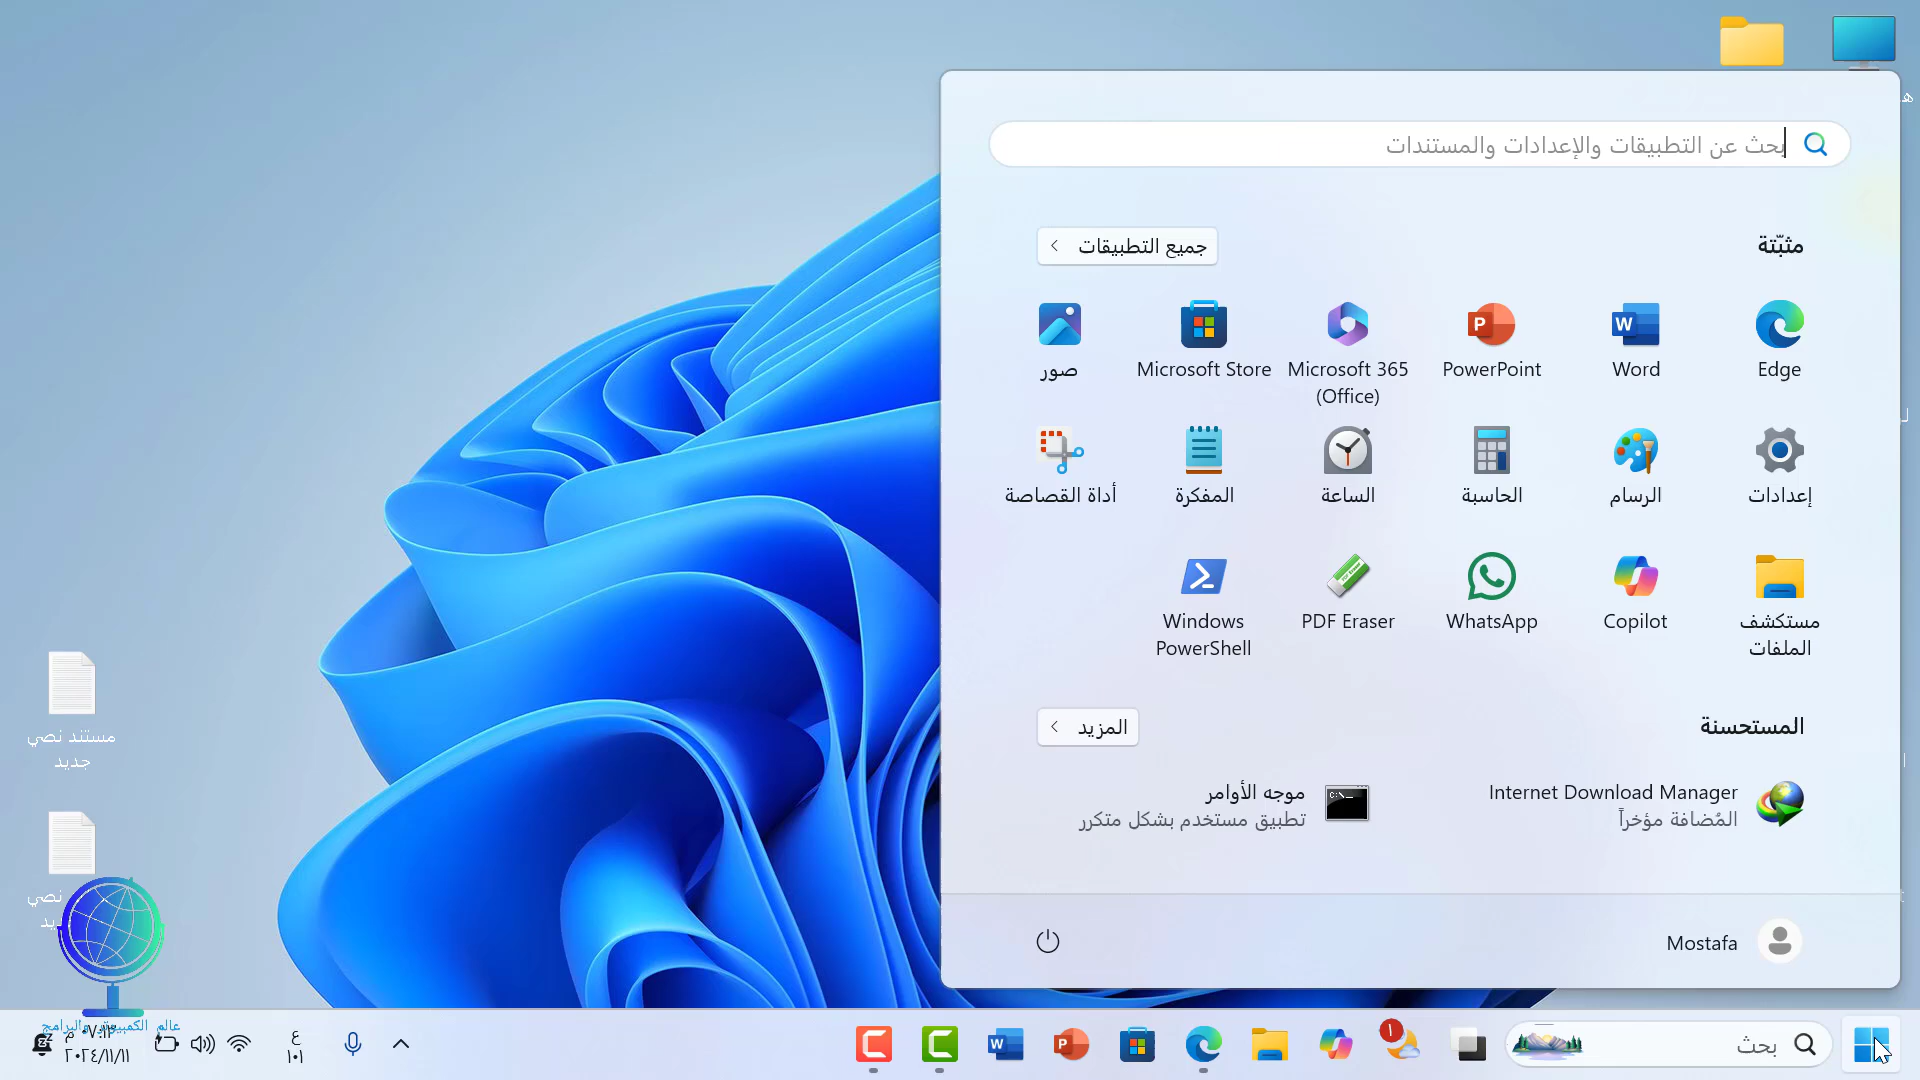 بحث عن التطبيقات والإعدادات والمستندات
مثبّتة
جميع التطبيقات
Edge
Word
PowerPoint
Microsoft 365
(Office)
Microsoft Store
صور
إعدادات
الرسام
الحاسبة
الساعة
المفكرة
أداة القصاصة
مستكشف
الملفات
Copilot
WhatsApp
PDF Eraser
Windows
PowerShell
المستحسنة
المزيد
Internet Download Manager
المُضافة مؤخراً
موجه الأوامر
تطبيق مستخدم بشكل متكرر
Mostafa
مستند نصي
جديد
نصي
عالم الكمبيوتر والبرامج
بحث
ع
١٠١
٢٠٢٤/١١/١١